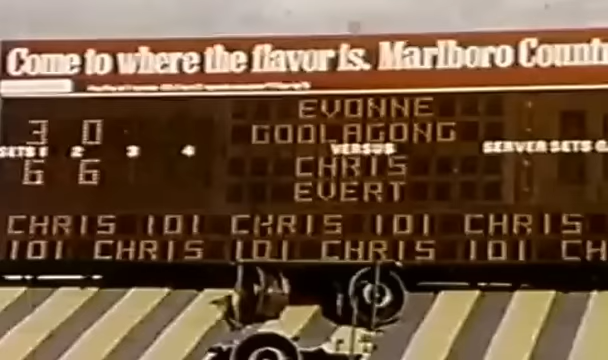 Come to where the flavor is. Marlboro Count
EVONNE
3 0 GOOLAGONG
SETS 1 2 3 4 VERSUS SERVER SETS G
6 6 CHRIS
EVERT
CHRIS 101 CHRIS 101 CHRIS
101 CHRIS 101 CHRIS 101 CH